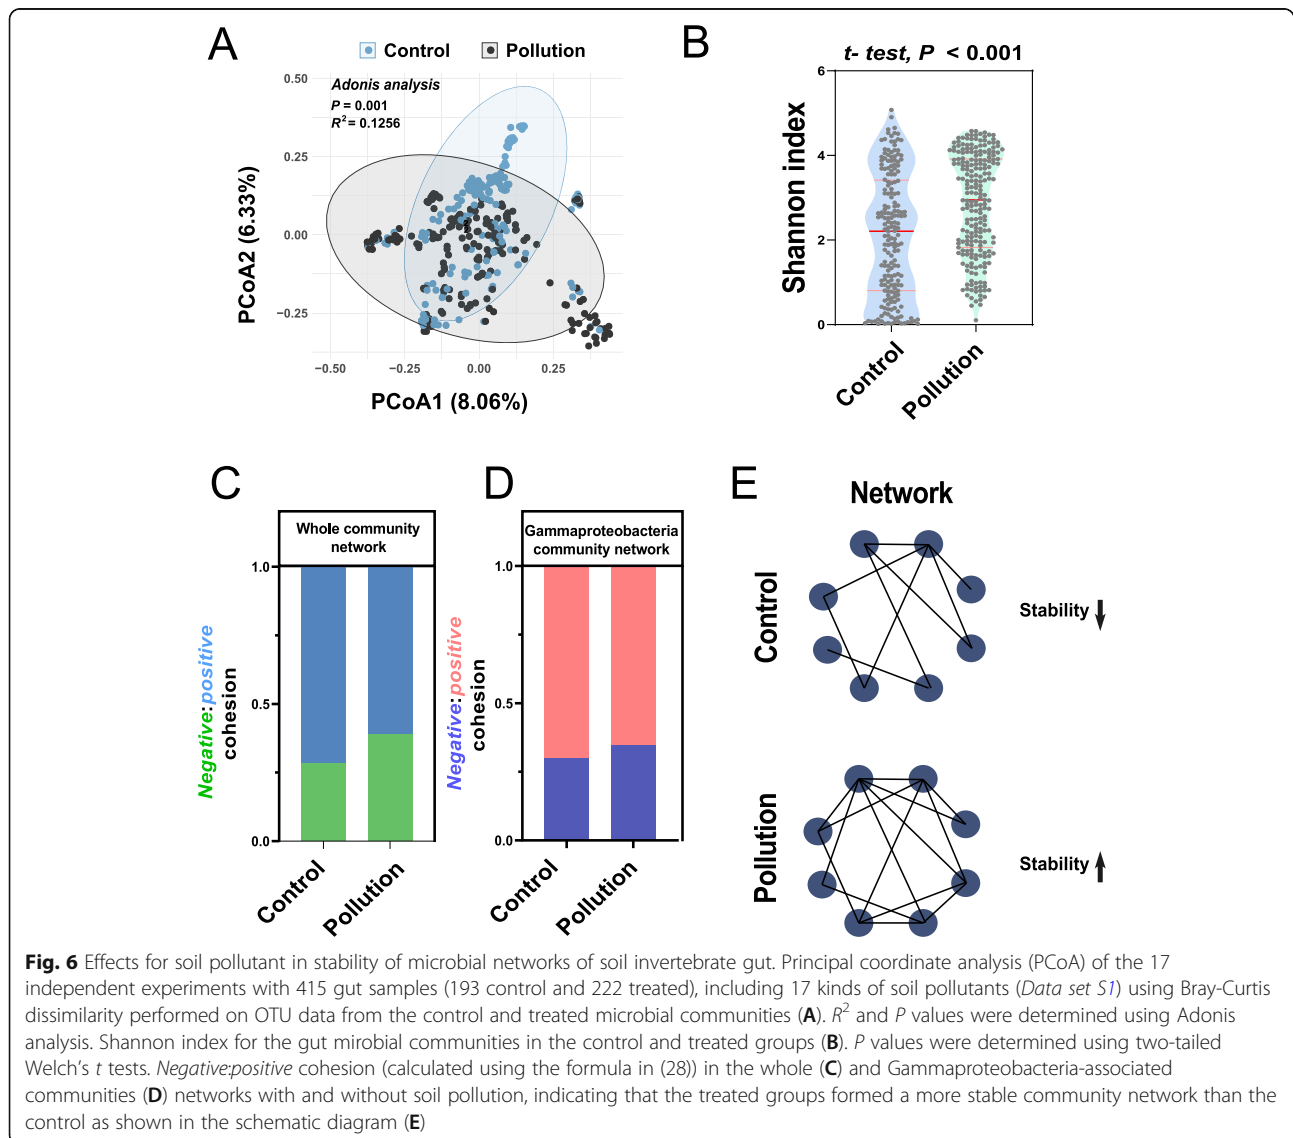 A
Control
Pollution
Adonis analysis
P = 0.001
R² = 0.1256
0.50
0.25
0.00
−0.25
PCoA2 (6.33%)
−0.50
−0.25
0.00
0.25
PCoA1 (8.06%)
B
t- test, P < 0.001
Shannon index
6
4
2
0
Control
Pollution
C
Whole community
network
Negative:positive
cohesion
1.0
0.5
0.0
Control
Pollution
D
Gammaproteobacteria
community network
Negative:positive
cohesion
1.0
0.5
0.0
Control
Pollution
E
Network
Control
Stability
Pollution
Stability
Fig. 6 Effects for soil pollutant in stability of microbial networks of soil invertebrate gut. Principal coordinate analysis (PCoA) of the 17
independent experiments with 415 gut samples (193 control and 222 treated), including 17 kinds of soil pollutants (Data set S1) using Bray-Curtis
dissimilarity performed on OTU data from the control and treated microbial communities (A). R² and P values were determined using Adonis
analysis. Shannon index for the gut mirobial communities in the control and treated groups (B). P values were determined using two-tailed
Welch's t tests. Negative:positive cohesion (calculated using the formula in (28)) in the whole (C) and Gammaproteobacteria-associated
communities (D) networks with and without soil pollution, indicating that the treated groups formed a more stable community network than the
control as shown in the schematic diagram (E)